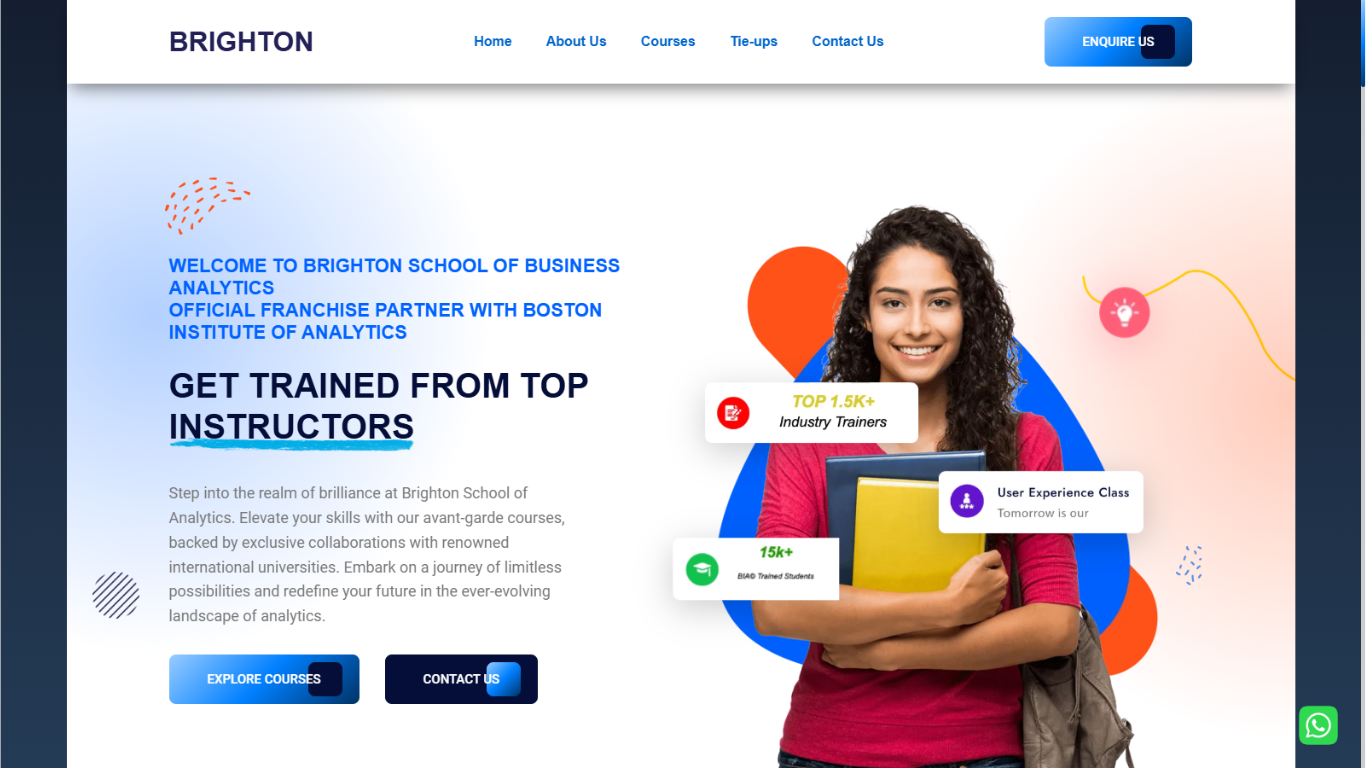 BRIGHTON
Home
About Us
Courses
Tie-ups
Contact Us
ENQUIRE US
WELCOME TO BRIGHTON SCHOOL OF BUSINESS
ANALYTICS
OFFICIAL FRANCHISE PARTNER WITH BOSTON
INSTITUTE OF ANALYTICS
GET TRAINED FROM TOP
INSTRUCTORS
Step into the realm of brilliance at Brighton School of
Analytics. Elevate your skills with our avant-garde courses,
backed by exclusive collaborations with renowned
international universities. Embark on a journey of limitless
possibilities and redefine your future in the ever-evolving
landscape of analytics.
EXPLORE COURSES
CONTACT US
TOP 1.5K+
Industry Trainers
User Experience Class
Tomorrow is our
15k+
BIA© Trained Students